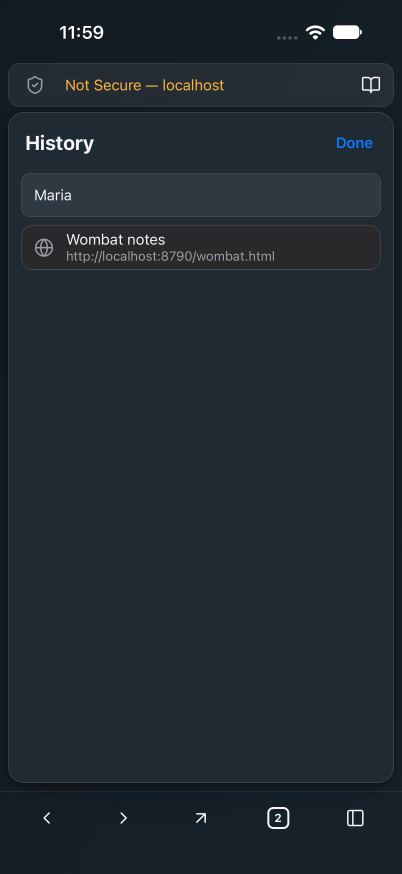 11:59
Not Secure — localhost
History
Done
Maria
Wombat notes
http://localhost:8790/wombat.html
2